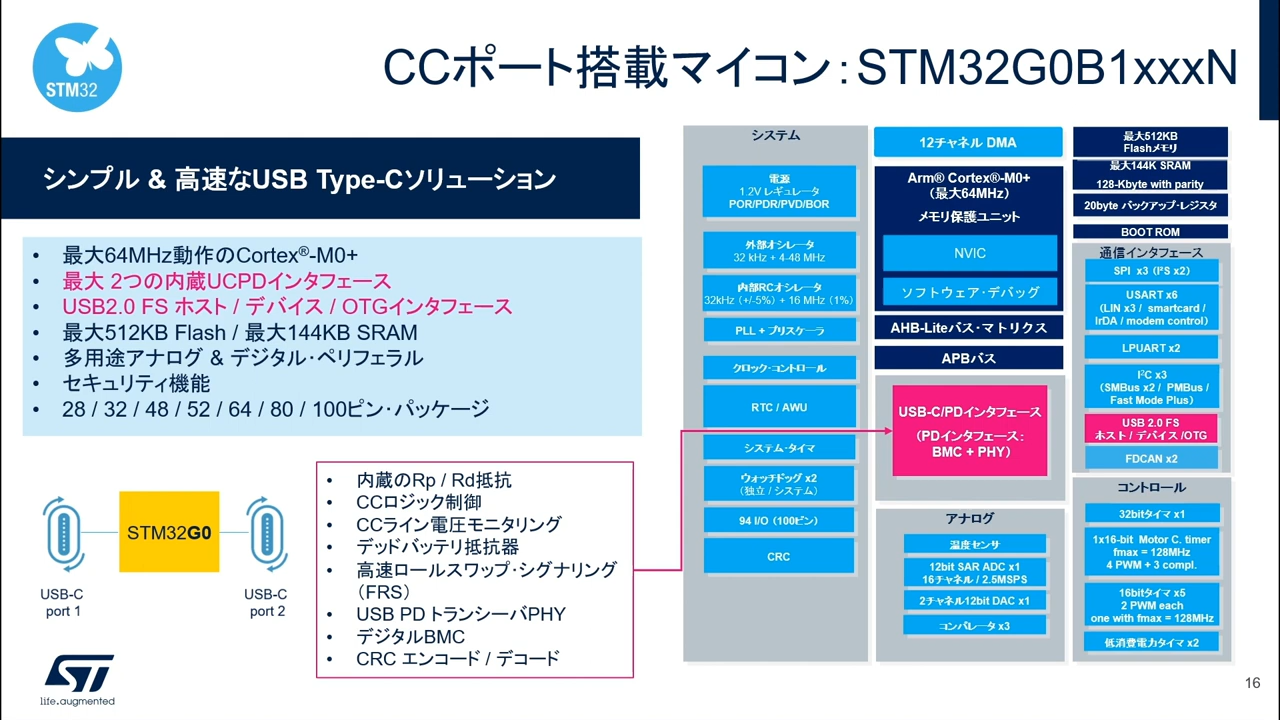 STM32
CCポート搭載マイコン：STM32G0B1xxxN
シンプル & 高速なUSB Type-Cソリューション
• 最大64MHz動作のCortex®-M0+
• 最大 2つの内蔵UCPDインタフェース
• USB2.0 FS ホスト / デバイス / OTGインタフェース
• 最大512KB Flash / 最大144KB SRAM
• 多用途アナログ & デジタル・ペリフェラル
• セキュリティ機能
• 28 / 32 / 48 / 52 / 64 / 80 / 100ピン・パッケージ
STM32G0
USB-C
port 1
USB-C
port 2
• 内蔵のRp / Rd抵抗
• CCロジック制御
• CCライン電圧モニタリング
• デッドバッテリ抵抗器
• 高速ロールスワップ・シグナリング
（FRS）
• USB PD トランシーバPHY
• デジタルBMC
• CRC エンコード / デコード
システム
電源
1.2V レギュレータ
POR/PDR/PVD/BOR
外部オシレータ
32 kHz + 4-48 MHz
内部RCオシレータ
32kHz (+/-5%) + 16 MHz (1%)
PLL + プリスケーラ
クロック・コントロール
RTC / AWU
システム・タイマ
ウォッチドッグ x2
（独立 / システム）
94 I/O（100ピン）
CRC
12チャネル DMA
Arm® Cortex®-M0+
（最大64MHz）
メモリ保護ユニット
NVIC
ソフトウェア・デバッグ
AHB-Liteバス・マトリクス
APBバス
USB-C/PDインタフェース
（PDインタフェース：
BMC + PHY）
アナログ
温度センサ
12bit SAR ADC x1
16チャネル / 2.5MSPS
2チャネル12bit DAC x1
コンパレータ x3
最大512KB
Flashメモリ
最大144K SRAM
128-Kbyte with parity
20byte バックアップ・レジスタ
BOOT ROM
通信インタフェース
SPI x3 (I²S x2)
USART x6
(LIN x3 / smartcard /
IrDA / modem control)
LPUART x2
I²C x3
(SMBus x2 / PMBus /
Fast Mode Plus)
USB 2.0 FS
ホスト / デバイス /OTG
FDCAN x2
コントロール
32bitタイマ x1
1x16-bit Motor C. timer
fmax = 128MHz
4 PWM + 3 compl.
16bitタイマ x5
2 PWM each
one with fmax = 128MHz
低消費電力タイマ x2
ST
life.augmented
16